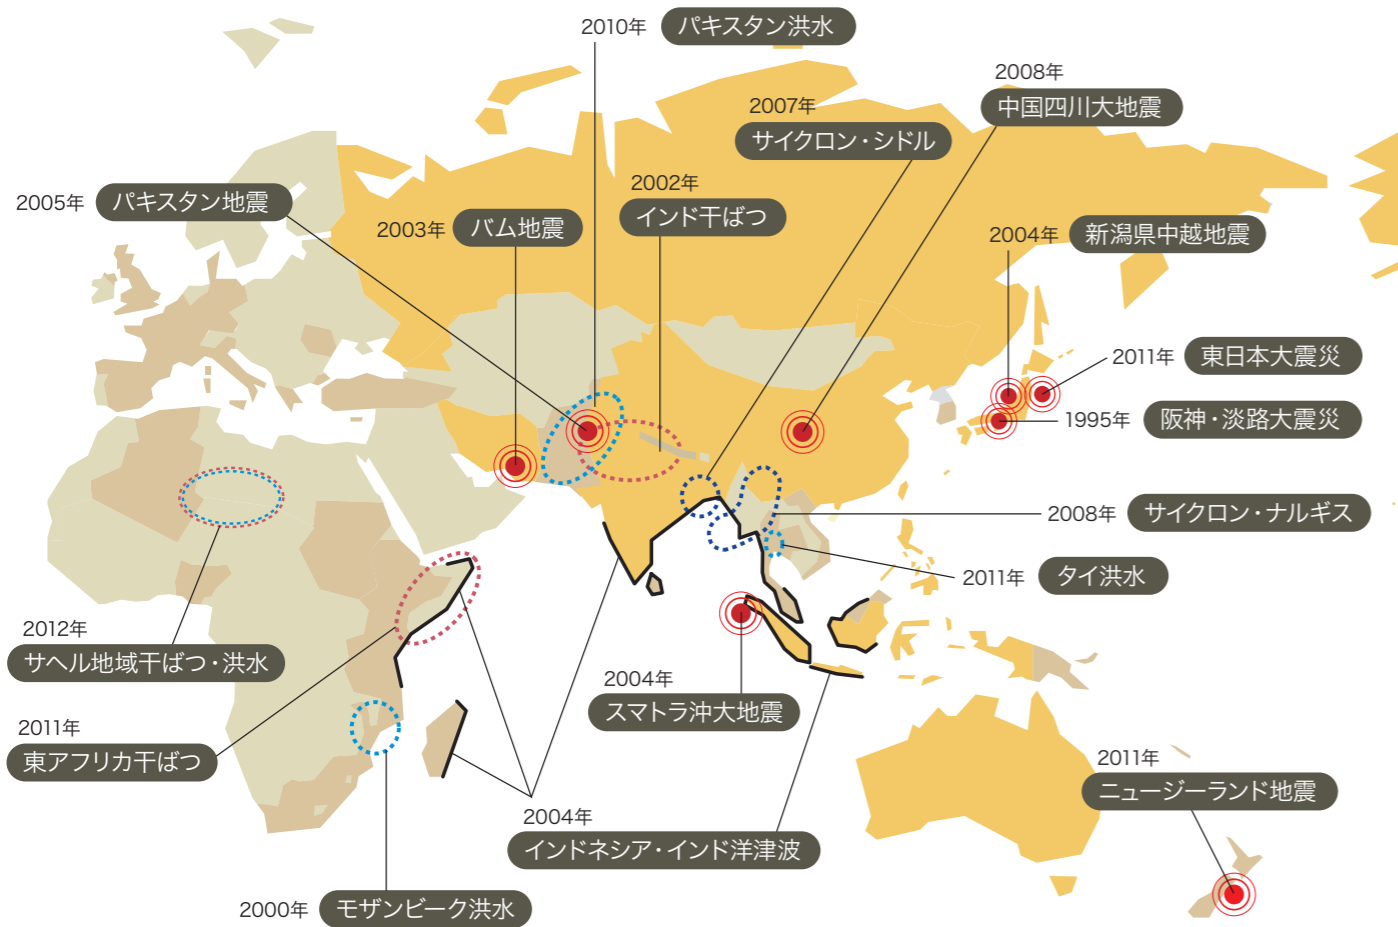 2010年 パキスタン洪水
2008年
中国四川大地震
2007年
サイクロン・シドル
2002年
インド干ばつ
2005年 パキスタン地震
2003年 バム地震
2004年 新潟県中越地震
2011年 東日本大震災
1995年 阪神・淡路大震災
2008年 サイクロン・ナルギス
2011年 タイ洪水
2012年
サヘル地域干ばつ・洪水
2004年
スマトラ沖大地震
2011年
東アフリカ干ばつ
2011年
ニュージーランド地震
2004年
インドネシア・インド洋津波
2000年 モザンビーク洪水